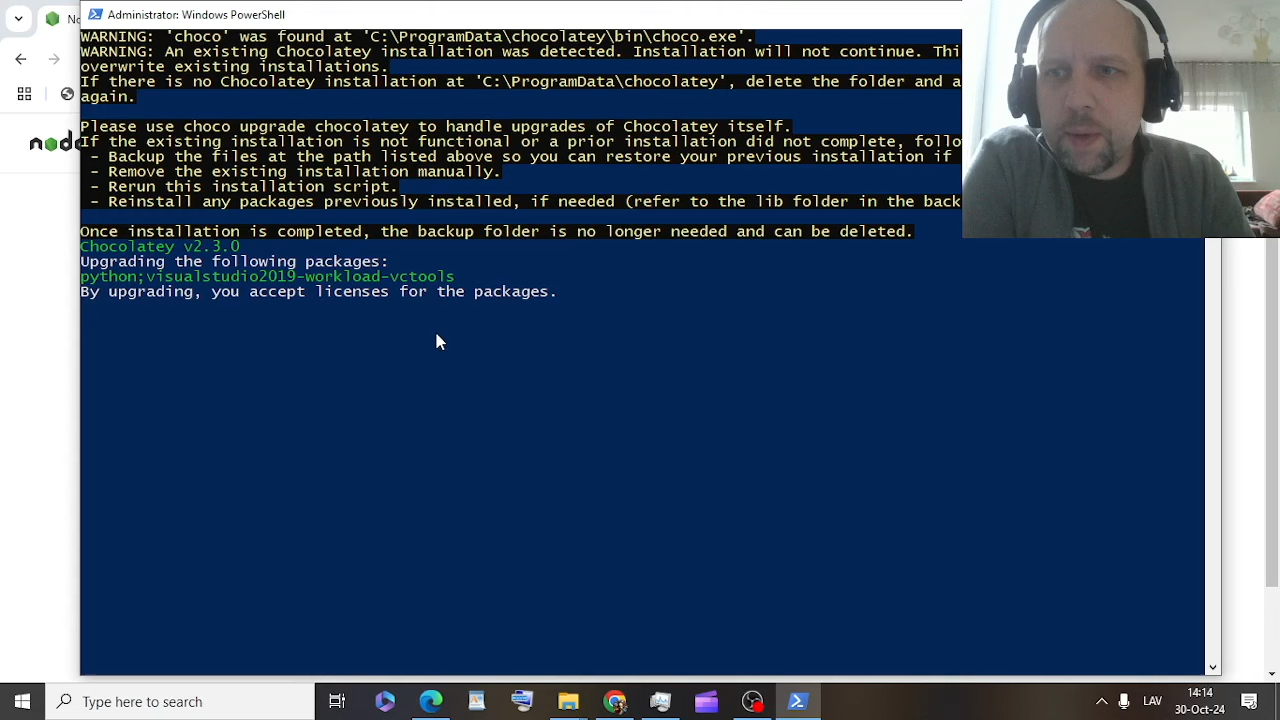 Administrator: Windows PowerShell
WARNING: 'choco' was found at 'C:\ProgramData\chocolatey\bin\choco.exe'.
WARNING: An existing Chocolatey installation was detected. Installation will not continue. Thi
overwrite existing installations.
If there is no Chocolatey installation at 'C:\ProgramData\chocolatey', delete the folder and a
again.
Please use choco upgrade chocolatey to handle upgrades of Chocolatey itself.
If the existing installation is not functional or a prior installation did not complete, follo
- Backup the files at the path listed above so you can restore your previous installation if
- Remove the existing installation manually.
- Rerun this installation script.
- Reinstall any packages previously installed, if needed (refer to the lib folder in the back
Once installation is completed, the backup folder is no longer needed and can be deleted.
Chocolatey v2.3.0
Upgrading the following packages:
python;visualstudio2019-workload-vctools
By upgrading, you accept licenses for the packages.
No
node
Type here to search
LAV
14:14
30-Oct-24